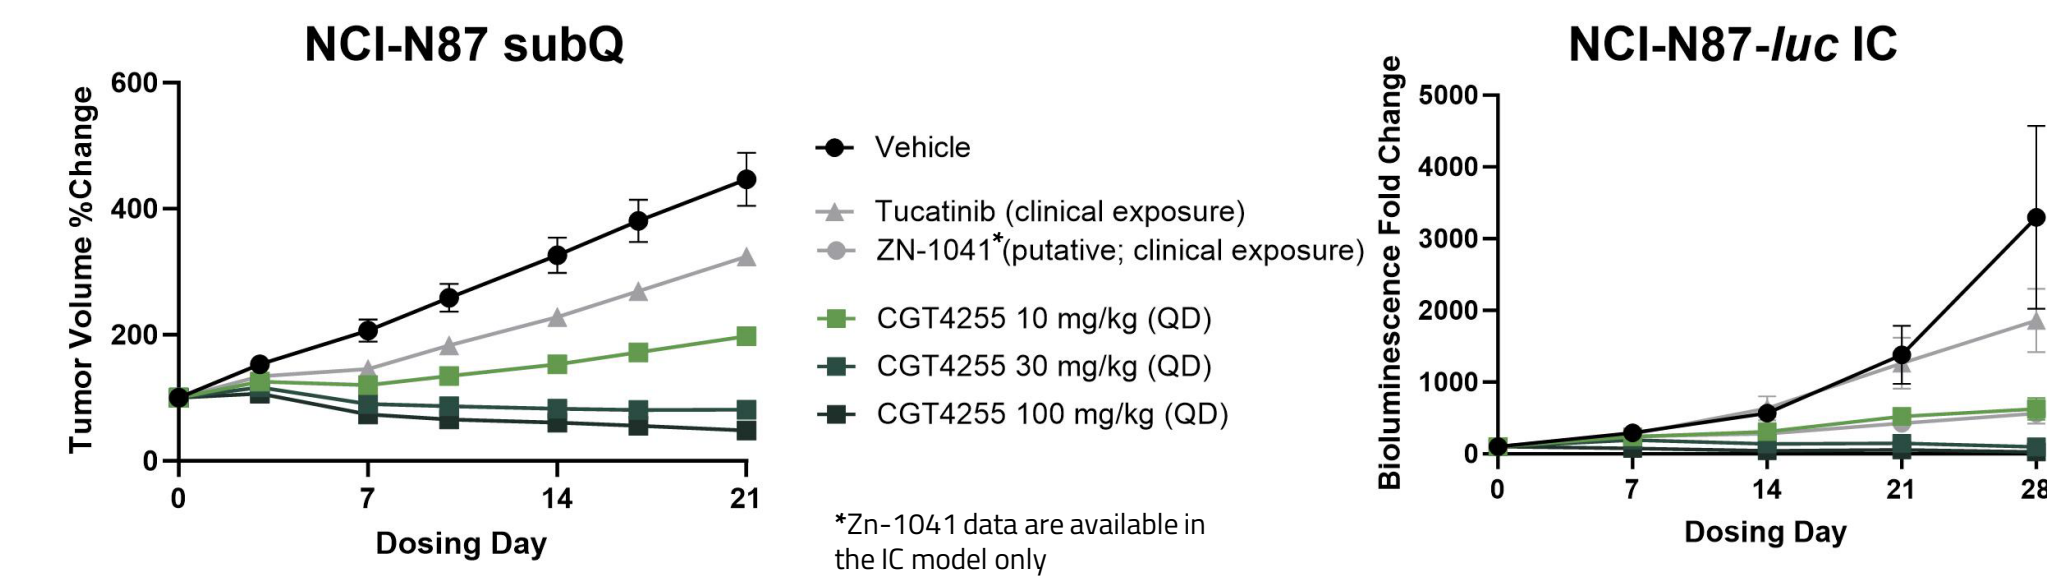 NCI-N87 subQ
Tumor Volume %Change
600
400
200
0
0 7 14 21
Dosing Day
Vehicle
Tucatinib (clinical exposure)
ZN-1041*(putative; clinical exposure)
CGT4255 10 mg/kg (QD)
CGT4255 30 mg/kg (QD)
CGT4255 100 mg/kg (QD)
*Zn-1041 data are available in
the IC model only
NCI-N87-luc IC
Bioluminescence Fold Change
5000
4000
3000
2000
1000
0
0 7 14 21 28
Dosing Day